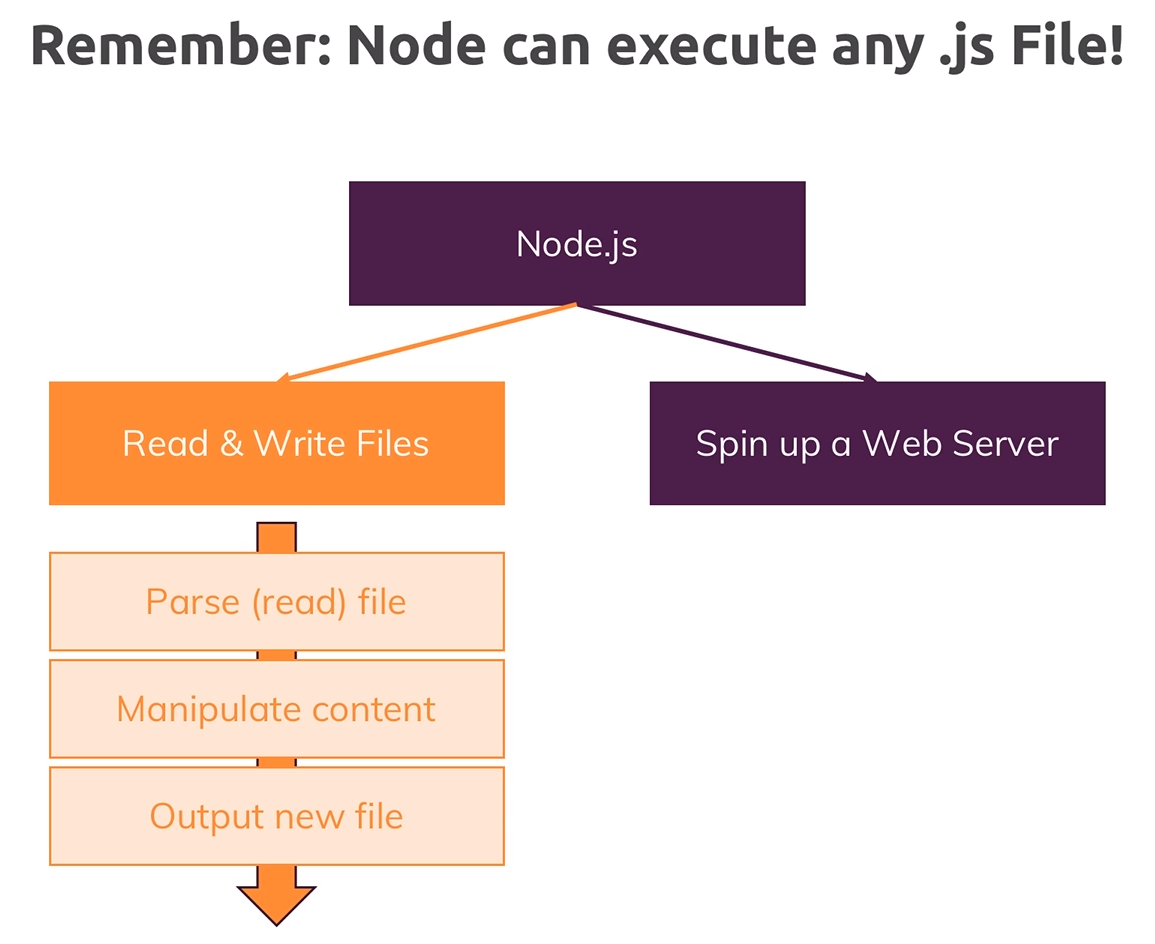 Remember: Node can execute any .js File!
Node.js
Read & Write Files
Spin up a Web Server
Parse (read) file
Manipulate content
Output new file